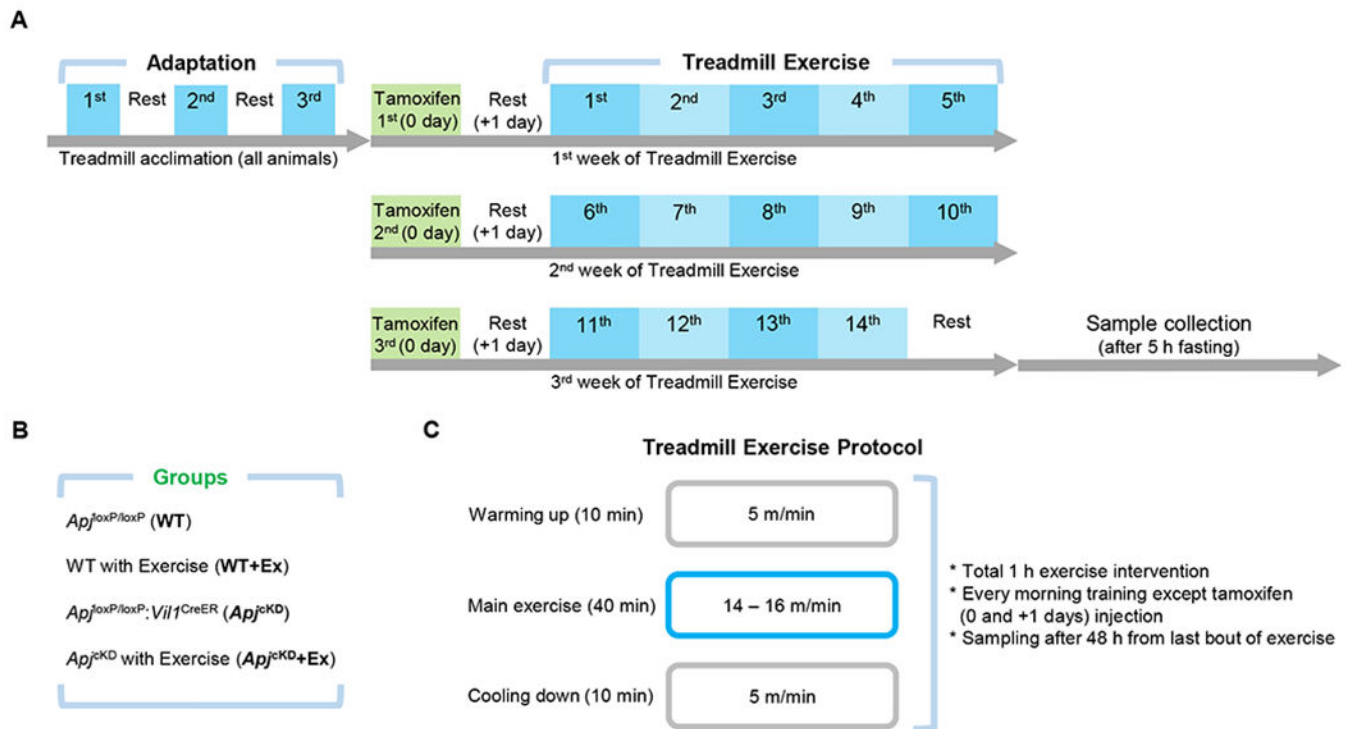 A
Adaptation
Treadmill Exercise
1st Rest 2nd Rest 3rd
Tamoxifen
1st (0 day)
Rest
(+1 day)
1st 2nd 3rd 4th 5th
Treadmill acclimation (all animals)
1st week of Treadmill Exercise
Tamoxifen
2nd (0 day)
Rest
(+1 day)
6th 7th 8th 9th 10th
2nd week of Treadmill Exercise
Tamoxifen
3rd (0 day)
Rest
(+1 day)
11th 12th 13th 14th Rest
Sample collection
(after 5 h fasting)
3rd week of Treadmill Exercise
B
Groups
ApjloxP/loxP (WT)
WT with Exercise (WT+Ex)
ApjloxP/loxP:Vil1CreER (ApjcKD)
ApjcKD with Exercise (ApjcKD+Ex)
C
Treadmill Exercise Protocol
Warming up (10 min) 5 m/min
Main exercise (40 min) 14 – 16 m/min
Cooling down (10 min) 5 m/min
* Total 1 h exercise intervention
* Every morning training except tamoxifen
(0 and +1 days) injection
* Sampling after 48 h from last bout of exercise